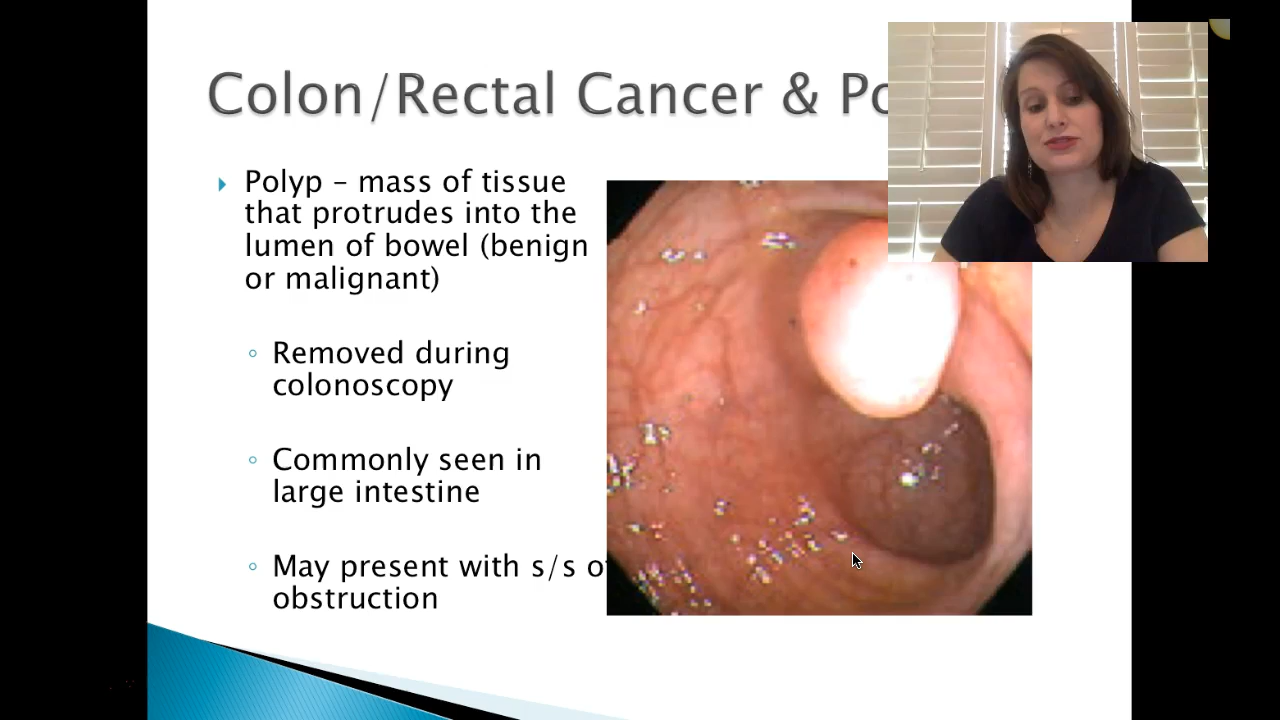 Colon/Rectal Cancer & Po
Polyp – mass of tissue
that protrudes into the
lumen of bowel (benign
or malignant)
Removed during
colonoscopy
Commonly seen in
large intestine
May present with s/s of
obstruction